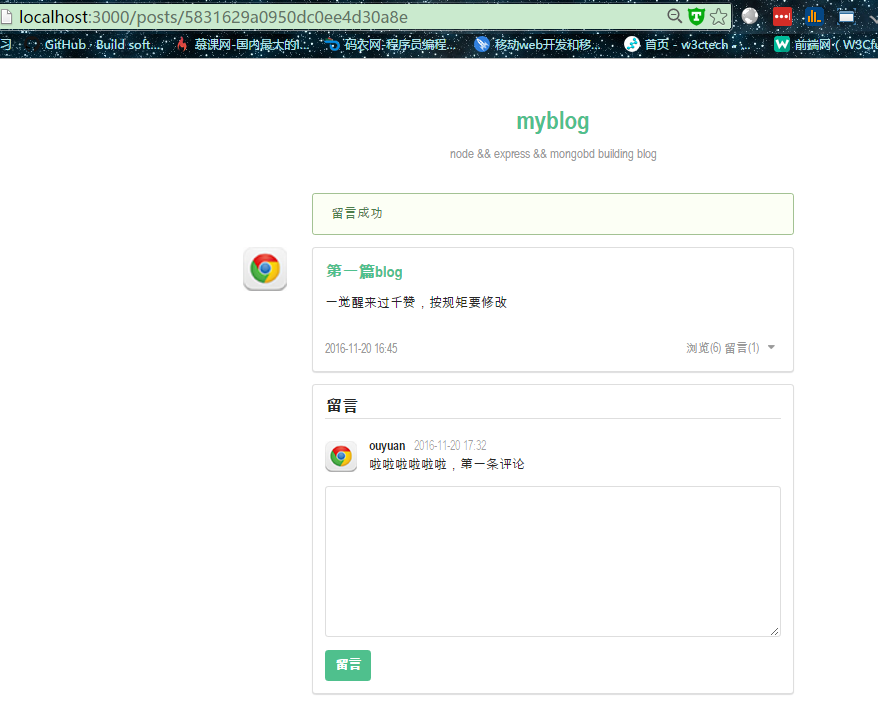 localhost:3000/posts/5831629a0950dc0ee4d30a8e
习 GitHub · Build soft... 慕课网-国内最大的I... 码农网-程序员编程... 移动web开发和移... 首页 - w3ctech - ... 前端网 ( W3Cfu
myblog
node && express && mongobd building blog
留言成功
第一篇blog
一觉醒来过千赞，按规矩要修改
2016-11-20 16:45 浏览(6) 留言(1)
留言
ouyuan 2016-11-20 17:32
啦啦啦啦啦啦，第一条评论
留言